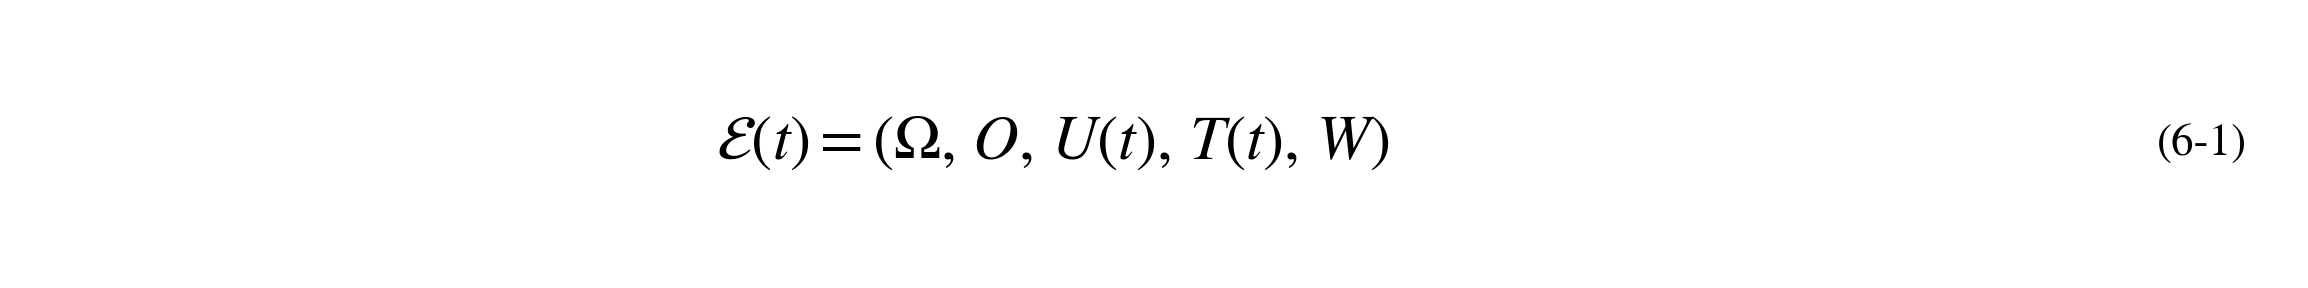 ℰ(t) = (Ω, O, U(t), T(t), W) (6-1)